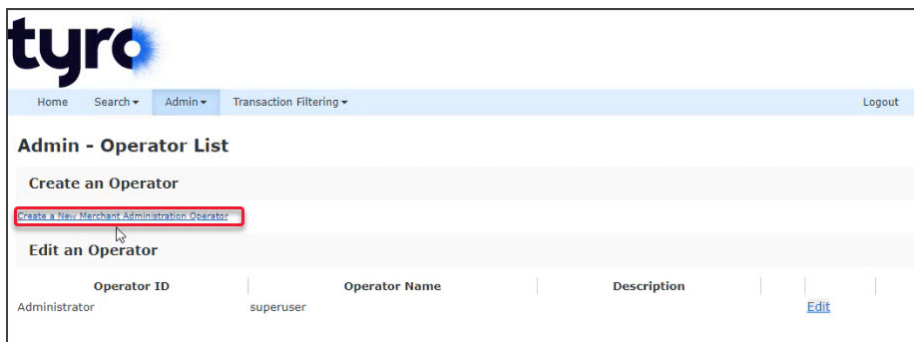 tyro
Home Search Admin Transaction Filtering Logout
Admin - Operator List
Create an Operator
Create a New Merchant Administration Operator
Edit an Operator
Operator ID Operator Name Description
Administrator superuser Edit